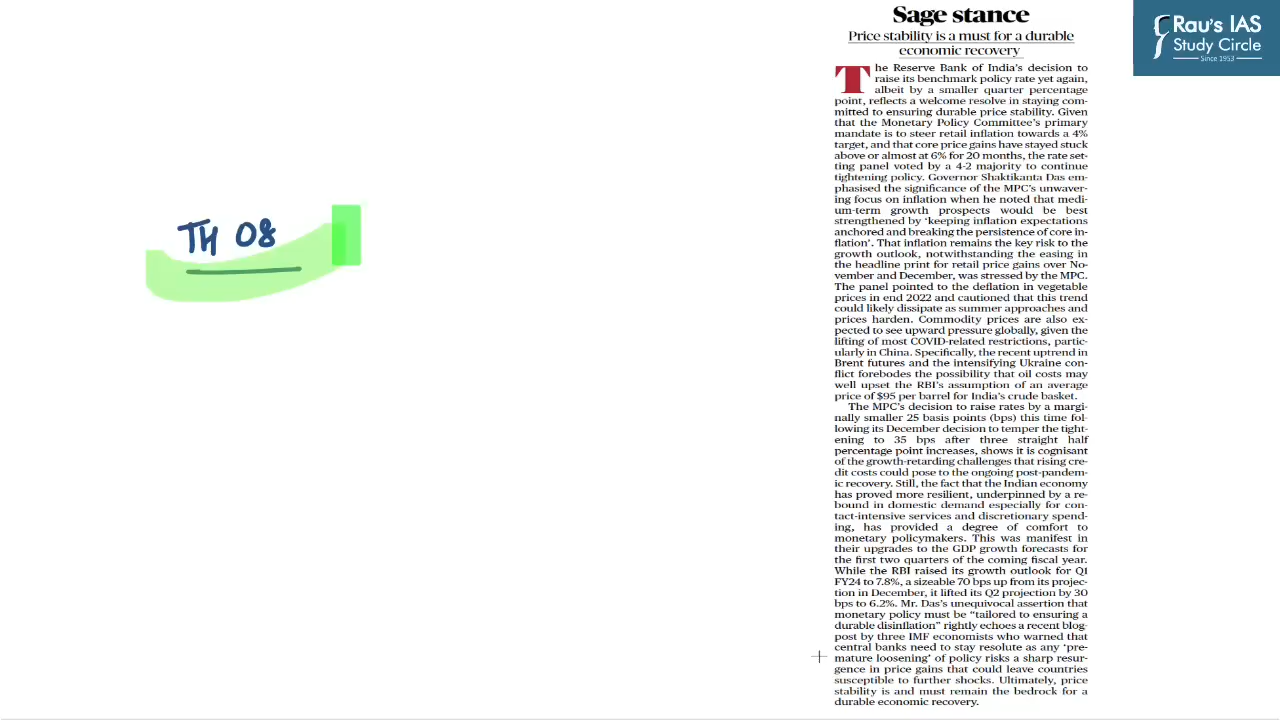 Sage stance
Price stability is a must for a durable
economic recovery
The Reserve Bank of India's decision to
raise its benchmark policy rate yet again,
albeit by a smaller quarter percentage
point, reflects a welcome resolve in staying com-
mitted to ensuring durable price stability. Given
that the Monetary Policy Committee's primary
mandate is to steer retail inflation towards a 4%
target, and that core price gains have stayed stuck
above or almost at 6% for 20 months, the rate set-
ting panel voted by a 4-2 majority to continue
tightening policy. Governor Shaktikanta Das em-
phasised the significance of the MPC's unwaver-
ing focus on inflation when he noted that medi-
um-term growth prospects would be best
strengthened by 'keeping inflation expectations
anchored and breaking the persistence of core in-
flation'. That inflation remains the key risk to the
growth outlook, notwithstanding the easing in
the headline print for retail price gains over No-
vember and December, was stressed by the MPC.
The panel pointed to the deflation in vegetable
prices in end 2022 and cautioned that this trend
could likely dissipate as summer approaches and
prices harden. Commodity prices are also ex-
pected to see upward pressure globally, given the
lifting of most COVID-related restrictions, partic-
ularly in China. Specifically, the recent uptrend in
Brent futures and the intensifying Ukraine con-
flict forebodes the possibility that oil costs may
well upset the RBI's assumption of an average
price of $95 per barrel for India's crude basket.
The MPC's decision to raise rates by a margi-
nally smaller 25 basis points (bps) this time fol-
lowing its December decision to temper the tight-
ening to 35 bps after three straight half
percentage point increases, shows it is cognisant
of the growth-retarding challenges that rising cre-
dit costs could pose to the ongoing post-pandem-
ic recovery. Still, the fact that the Indian economy
has proved more resilient, underpinned by a re-
bound in domestic demand especially for con-
tact-intensive services and discretionary spend-
ing, has provided a degree of comfort to
monetary policymakers. This was manifest in
their upgrades to the GDP growth forecasts for
the first two quarters of the coming fiscal year.
While the RBI raised its growth outlook for Q1
FY24 to 7.8%, a sizeable 70 bps up from its projec-
tion in December, it lifted its Q2 projection by 30
bps to 6.2%. Mr. Das's unequivocal assertion that
monetary policy must be "tailored to ensuring a
durable disinflation" rightly echoes a recent blog-
post by three IMF economists who warned that
central banks need to stay resolute as any 'pre-
mature loosening' of policy risks a sharp resur-
gence in price gains that could leave countries
susceptible to further shocks. Ultimately, price
stability is and must remain the bedrock for a
durable economic recovery.
TH 08
Rau's IAS
Study Circle
Since 1953